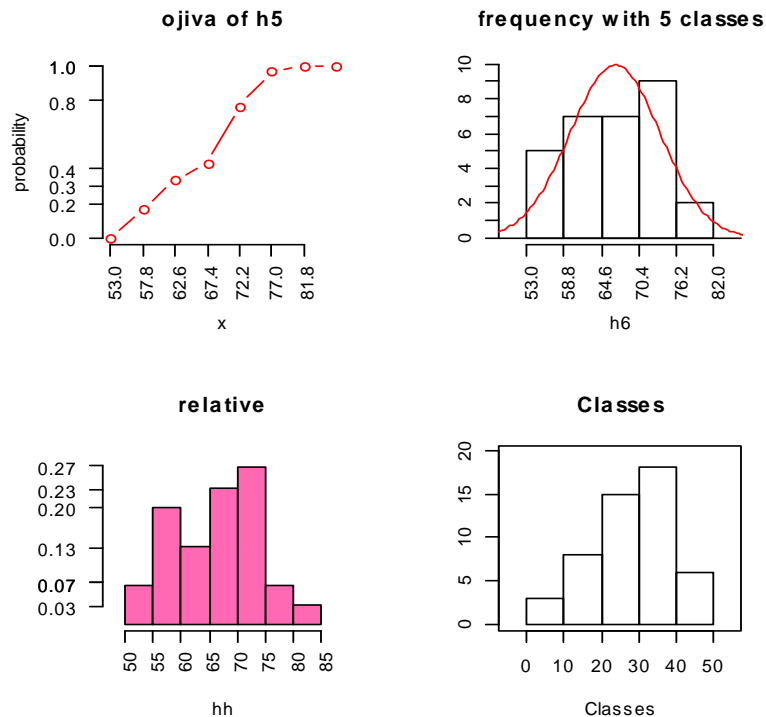 ojiva of h5
probability
1.0
0.8
0.4
0.3
0.2
0.0
53.0 57.8 62.6 67.4 72.2 77.0 81.8
x
frequency with 5 classes
10
8
6
4
2
0
53.0 58.8 64.6 70.4 76.2 82.0
h6
relative
0.27
0.23
0.20
0.13
0.07
0.03
50 55 60 65 70 75 80 85
hh
Classes
20
15
10
5
0
0 10 20 30 40 50
Classes